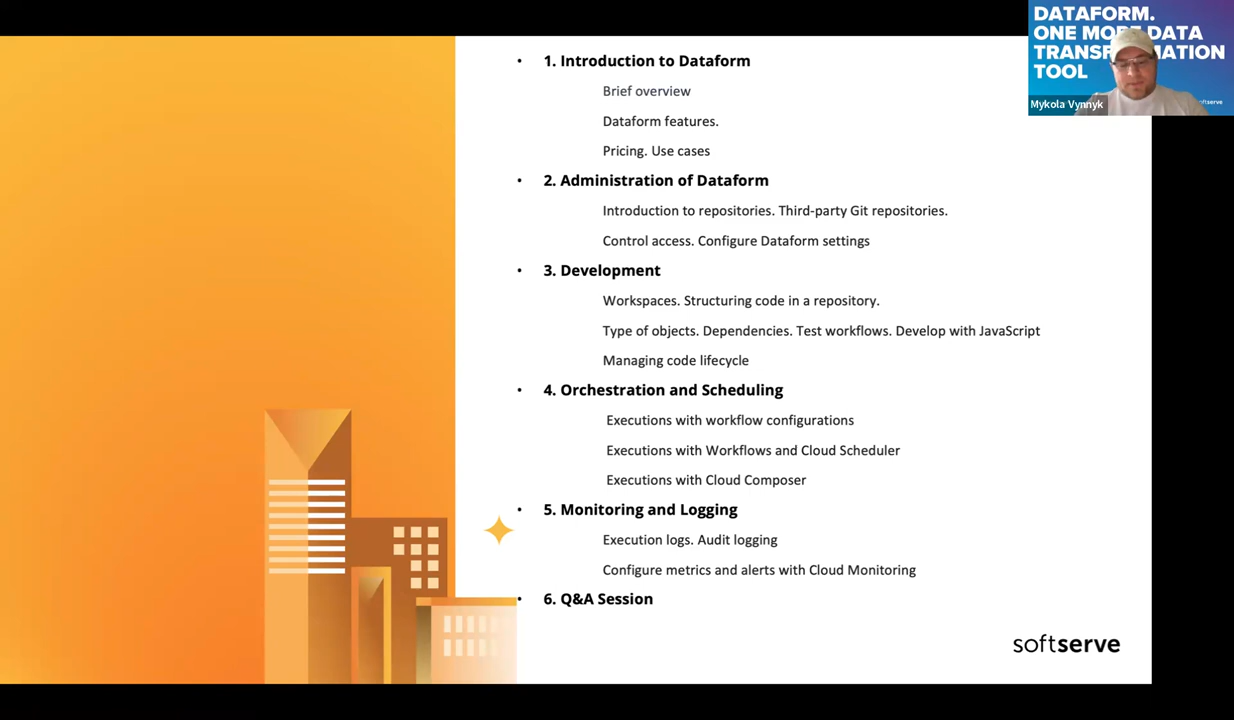 • 1. Introduction to Dataform
Brief overview
Dataform features.
Pricing. Use cases
• 2. Administration of Dataform
Introduction to repositories. Third-party Git repositories.
Control access. Configure Dataform settings
• 3. Development
Workspaces. Structuring code in a repository.
Type of objects. Dependencies. Test workflows. Develop with JavaScript
Managing code lifecycle
• 4. Orchestration and Scheduling
Executions with workflow configurations
Executions with Workflows and Cloud Scheduler
Executions with Cloud Composer
• 5. Monitoring and Logging
Execution logs. Audit logging
Configure metrics and alerts with Cloud Monitoring
• 6. Q&A Session
softserve
DATAFORM.
ONE MORE DATA
TOOL
Mykola Vynnyk
softserve